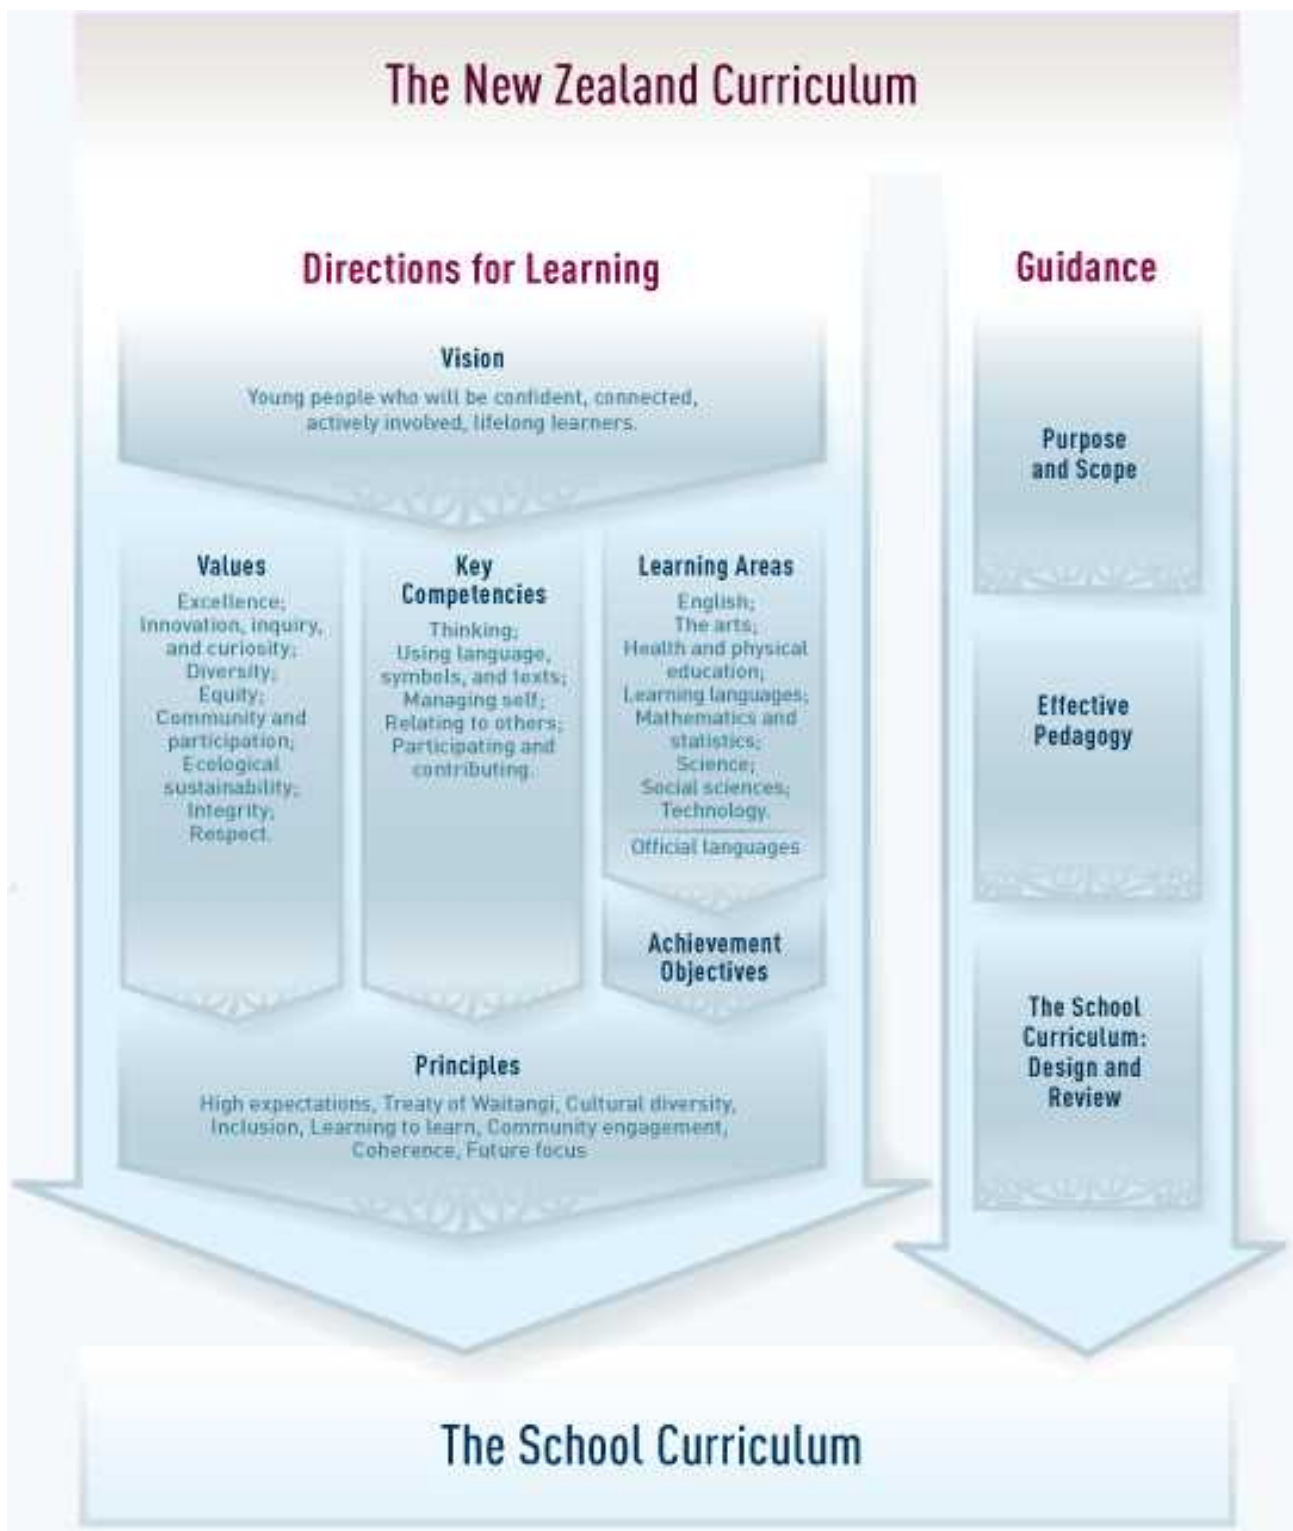 The New Zealand Curriculum
Directions for Learning
Vision
Young people who will be confident, connected,
actively involved, lifelong learners.
Values
Excellence;
Innovation, inquiry,
and curiosity;
Diversity;
Equity;
Community and
participation;
Ecological
sustainability;
Integrity;
Respect.
Key
Competencies
Thinking;
Using language,
symbols, and texts;
Managing self;
Relating to others;
Participating and
contributing.
Learning Areas
English;
The arts;
Health and physical
education;
Learning languages;
Mathematics and
statistics;
Science;
Social sciences;
Technology.
Official languages
Achievement
Objectives
Principles
High expectations, Treaty of Waitangi, Cultural diversity,
Inclusion, Learning to learn, Community engagement,
Coherence, Future focus
Guidance
Purpose
and Scope
Effective
Pedagogy
The School
Curriculum:
Design and
Review
The School Curriculum